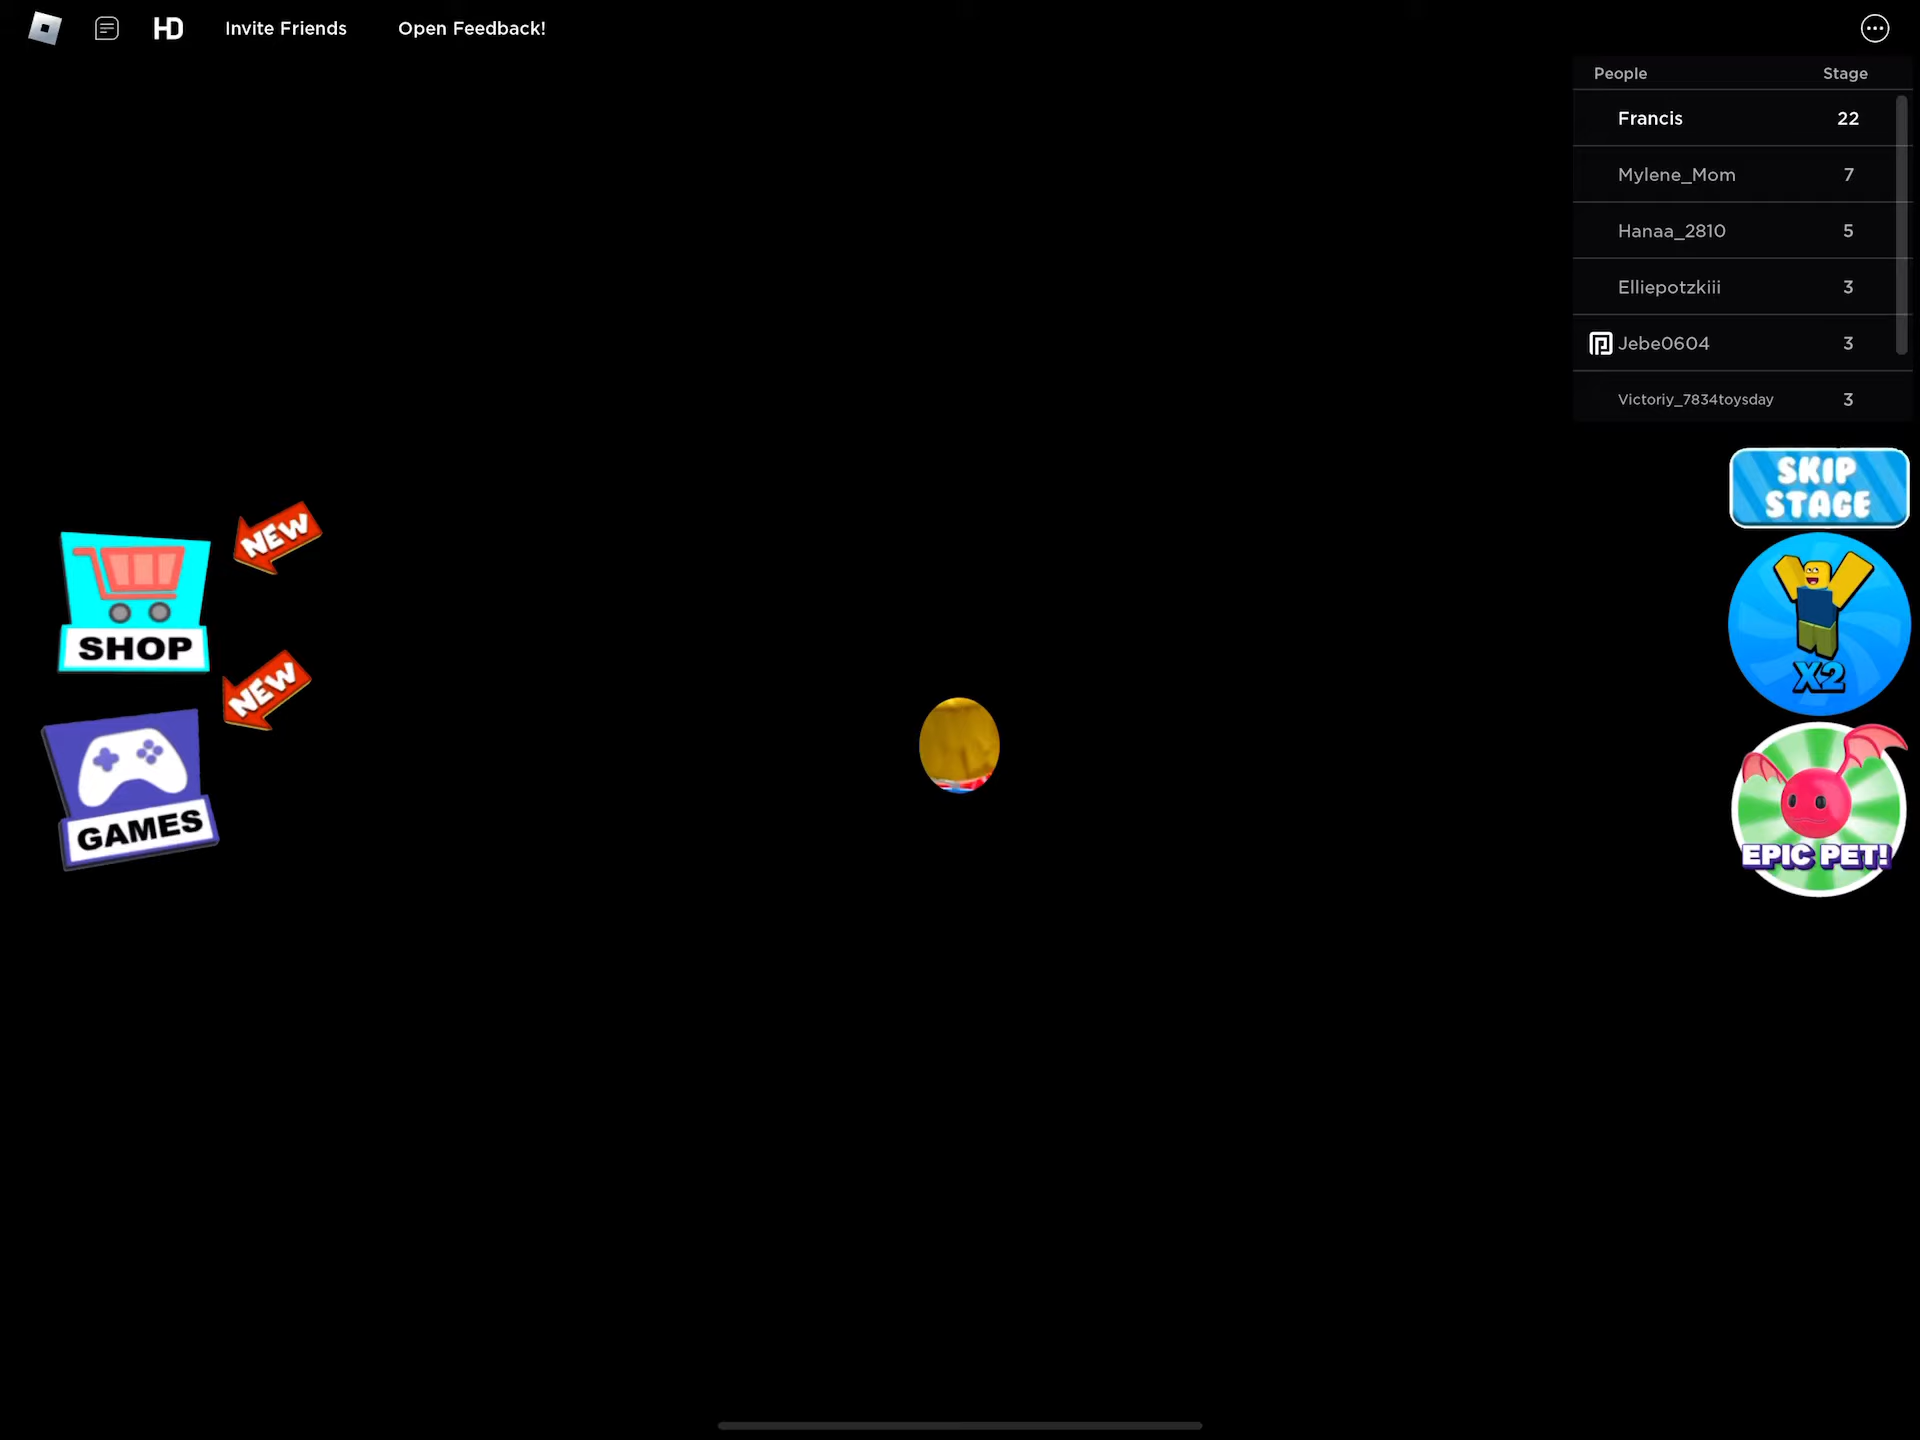 HD Invite Friends Open Feedback!
People Stage
Francis 22
Mylene_Mom 7
Hanaa_2810 5
Elliepotzkiii 3
Jebe0604 3
Victoriy_7834toysday 3
SKIP
STAGE
NEW
SHOP
X2
NEW
GAMES
EPIC PET!